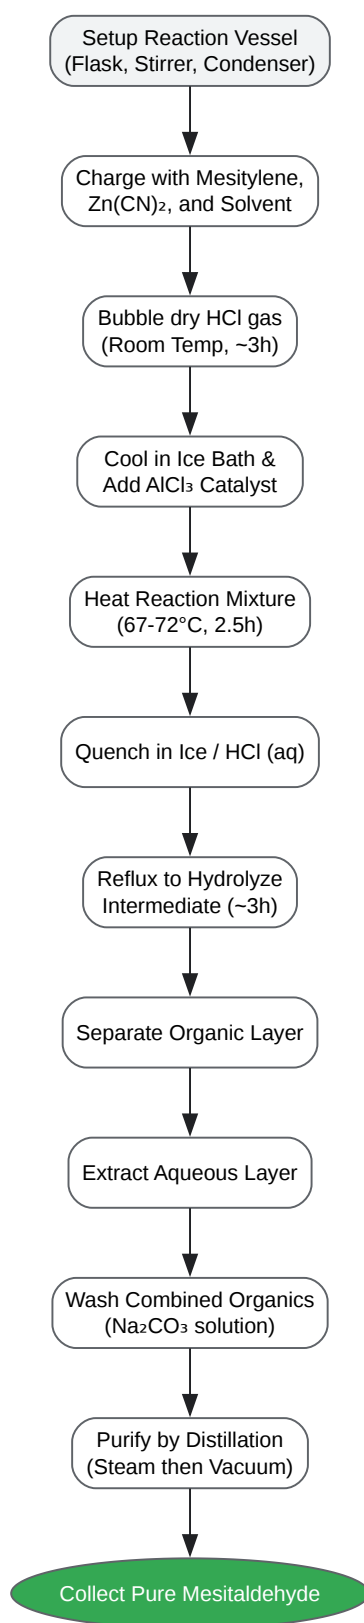 Setup Reaction Vessel
(Flask, Stirrer, Condenser)
Charge with Mesitylene,
Zn(CN)₂, and Solvent
Bubble dry HCl gas
(Room Temp, ~3h)
Cool in Ice Bath &
Add AlCl₃ Catalyst
Heat Reaction Mixture
(67-72°C, 2.5h)
Quench in Ice / HCl (aq)
Reflux to Hydrolyze
Intermediate (~3h)
Separate Organic Layer
Extract Aqueous Layer
Wash Combined Organics
(Na₂CO₃ solution)
Purify by Distillation
(Steam then Vacuum)
Collect Pure Mesitaldehyde